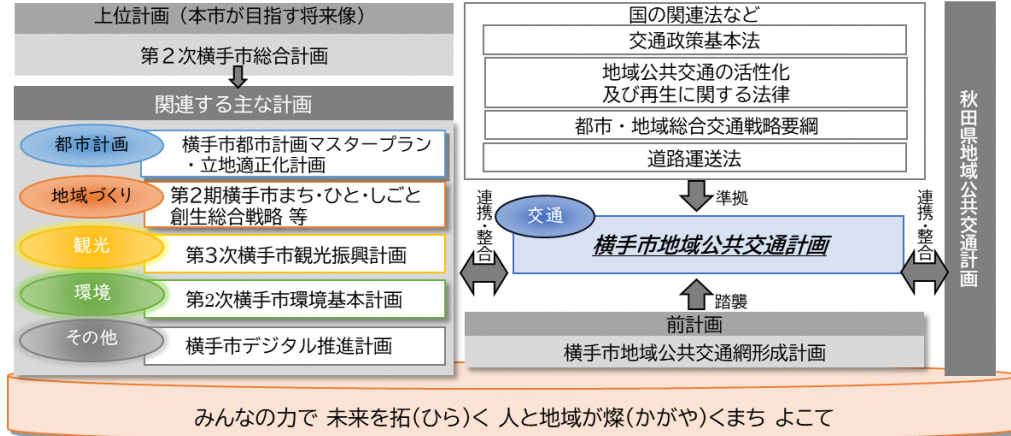 上位計画（本市が目指す将来像）
第２次横手市総合計画
関連する主な計画
都市計画
横手市都市計画マスタープラン
・立地適正化計画
地域づくり
第２期横手市まち・ひと・しごと
創生総合戦略 等
観光
第３次横手市観光振興計画
環境
第2次横手市環境基本計画
その他
横手市デジタル推進計画
国の関連法など
交通政策基本法
地域公共交通の活性化
及び再生に関する法律
都市・地域総合交通戦略要綱
道路運送法
準拠
連携・整合
交通
横手市地域公共交通計画
連携・整合
踏襲
前計画
横手市地域公共交通網形成計画
秋田県地域公共交通計画
みんなの力で 未来を拓(ひら)く 人と地域が燦(かがや)くまち よこて